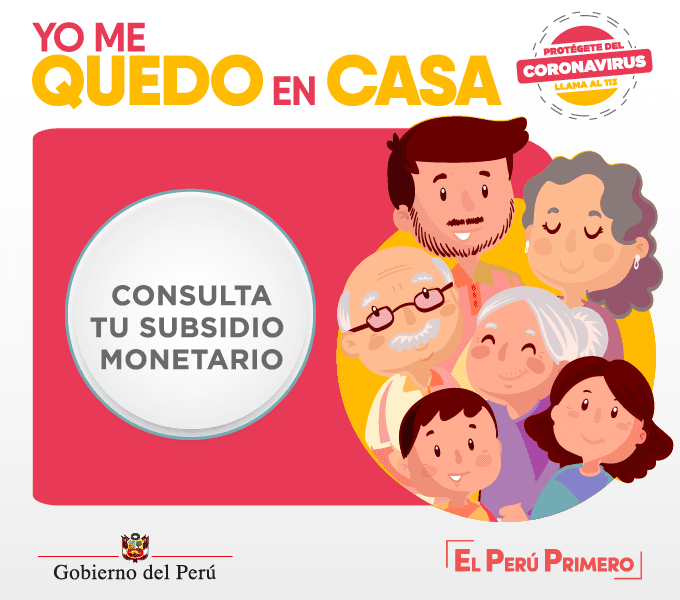 YO ME
QUEDO EN CASA
PROTÉGETE DEL
CORONAVIRUS
LLAMA AL 113
CONSULTA
TU SUBSIDIO
MONETARIO
Gobierno del Perú
EL PERÚ PRIMERO